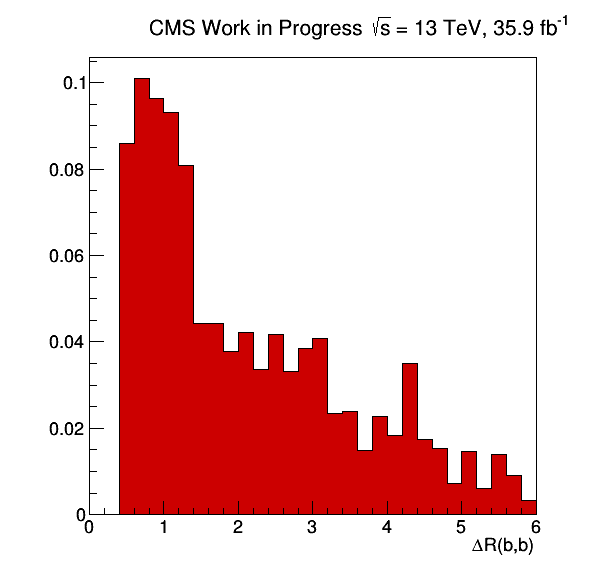 CMS Work in Progress √s = 13 TeV, 35.9 fb⁻¹
0.1
0.08
0.06
0.04
0.02
0
0 1 2 3 4 5 6
ΔR(b,b)